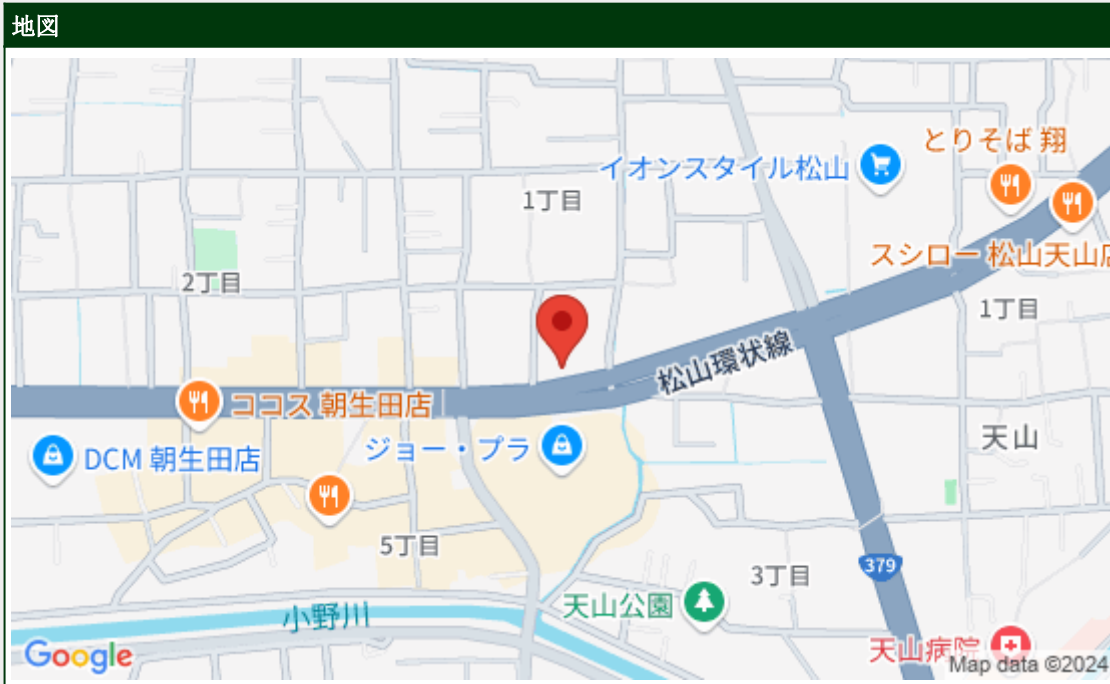 地図
とりそば 翔
イオンスタイル松山
1丁目
スシロー 松山天山店
2丁目
1丁目
松山環状線
ココス 朝生田店
ジョー・プラ
天山
DCM 朝生田店
5丁目
379
3丁目
天山公園
小野川
天山病院
Google
Map data ©2024